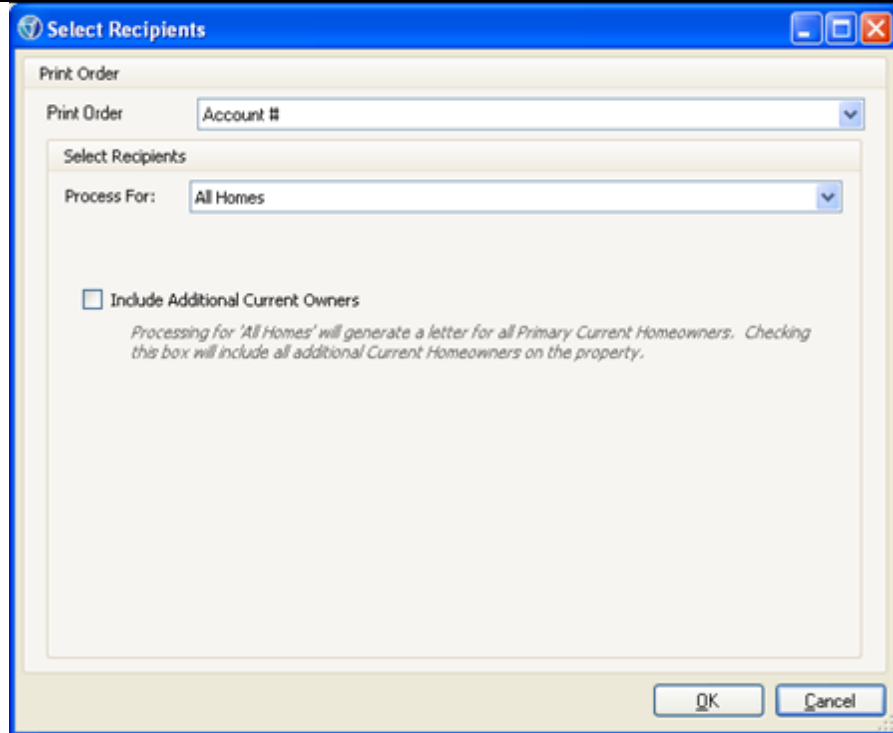 Select Recipients
Print Order
Print Order Account #
Select Recipients
Process For: All Homes
Include Additional Current Owners
Processing for 'All Homes' will generate a letter for all Primary Current Homeowners. Checking
this box will include all additional Current Homeowners on the property.
OK Cancel